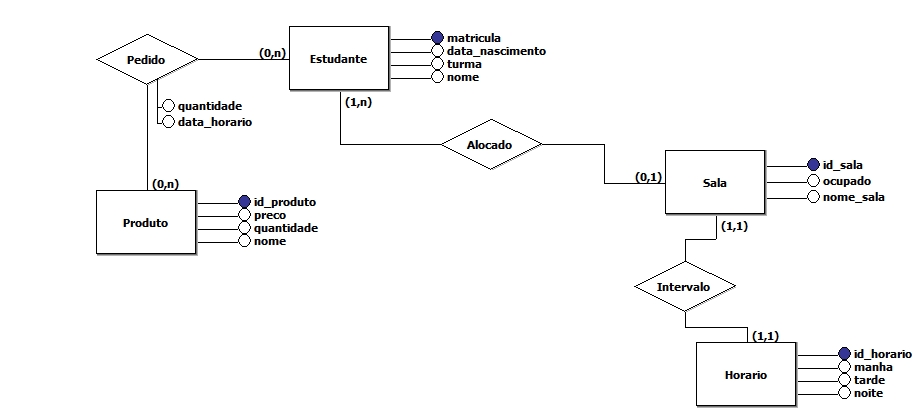 Pedido
(0,n)
Estudante
matricula
data_nascimento
turma
nome
quantidade
data_horario
(1,n)
Alocado
(0,n)
Produto
id_produto
preco
quantidade
nome
(0,1)
Sala
id_sala
ocupado
nome_sala
(1,1)
Intervalo
(1,1)
Horario
id_horario
manha
tarde
noite